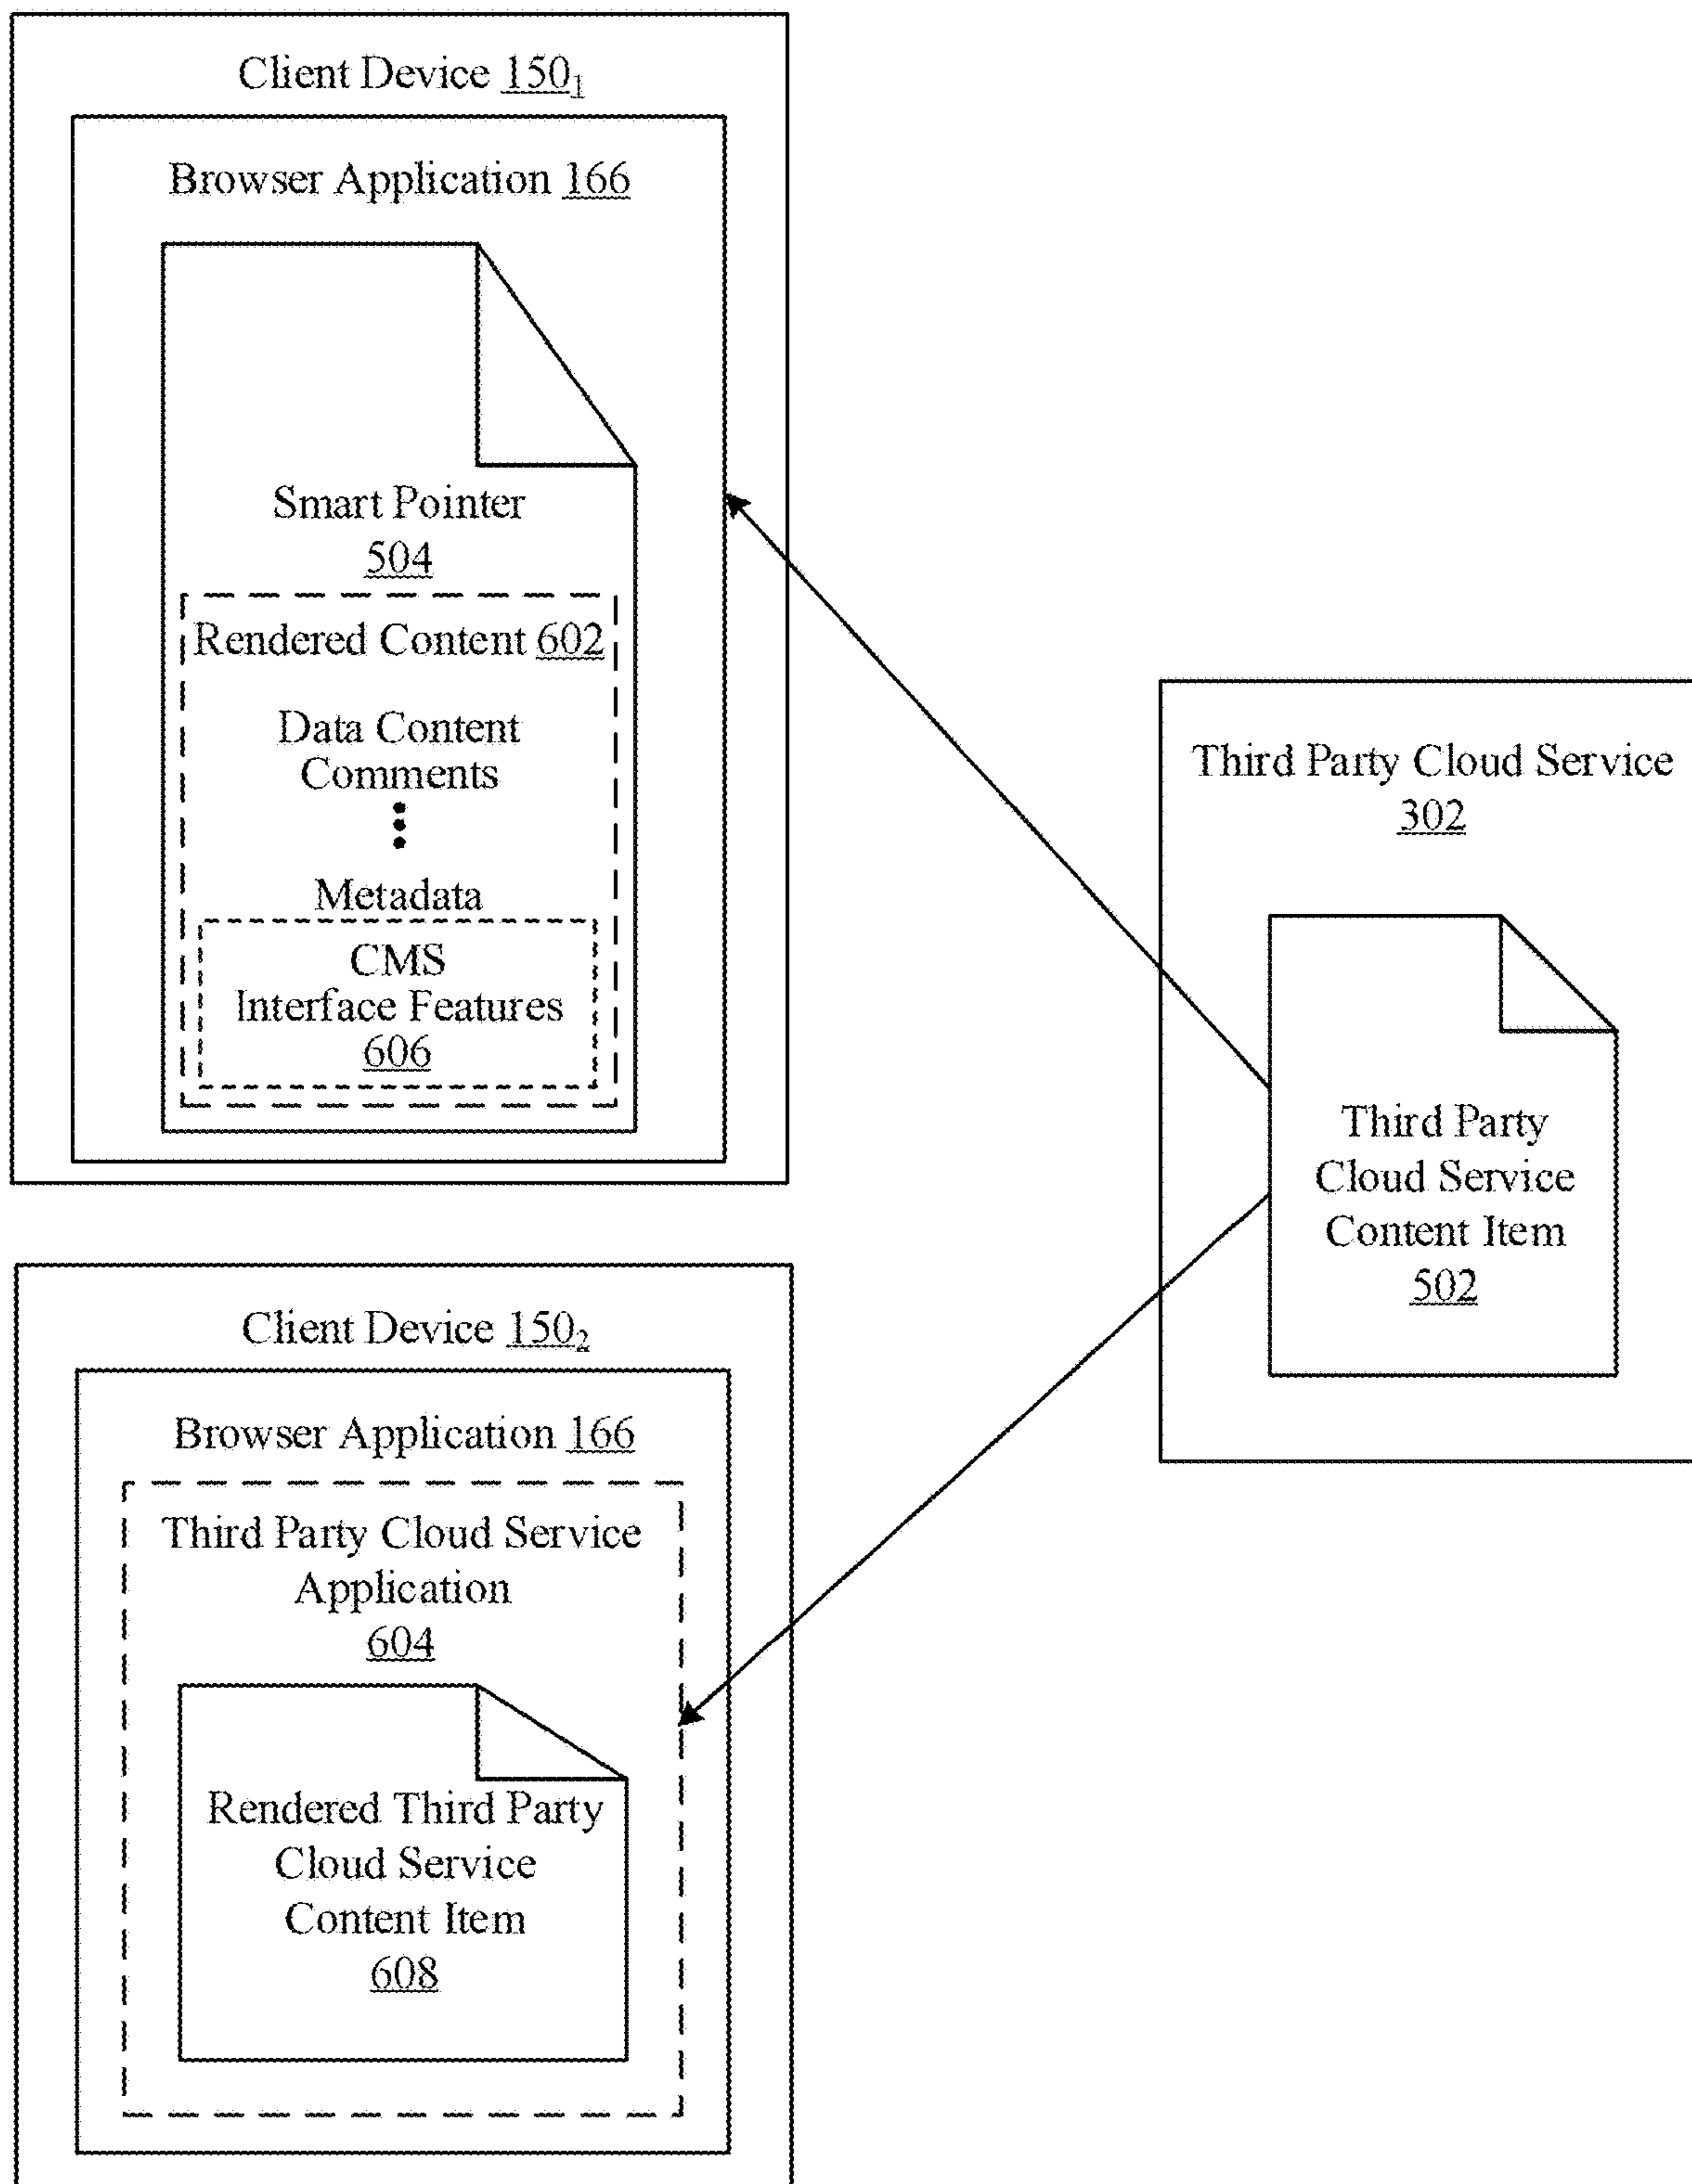 Client Device 150₁
Browser Application 166
Smart Pointer
504
Rendered Content 602
Data Content
Comments
Metadata
CMS
Interface Features
606
Third Party Cloud Service
302
Third Party
Cloud Service
Content Item
502
Client Device 150₂
Browser Application 166
Third Party Cloud Service
Application
604
Rendered Third Party
Cloud Service
Content Item
608